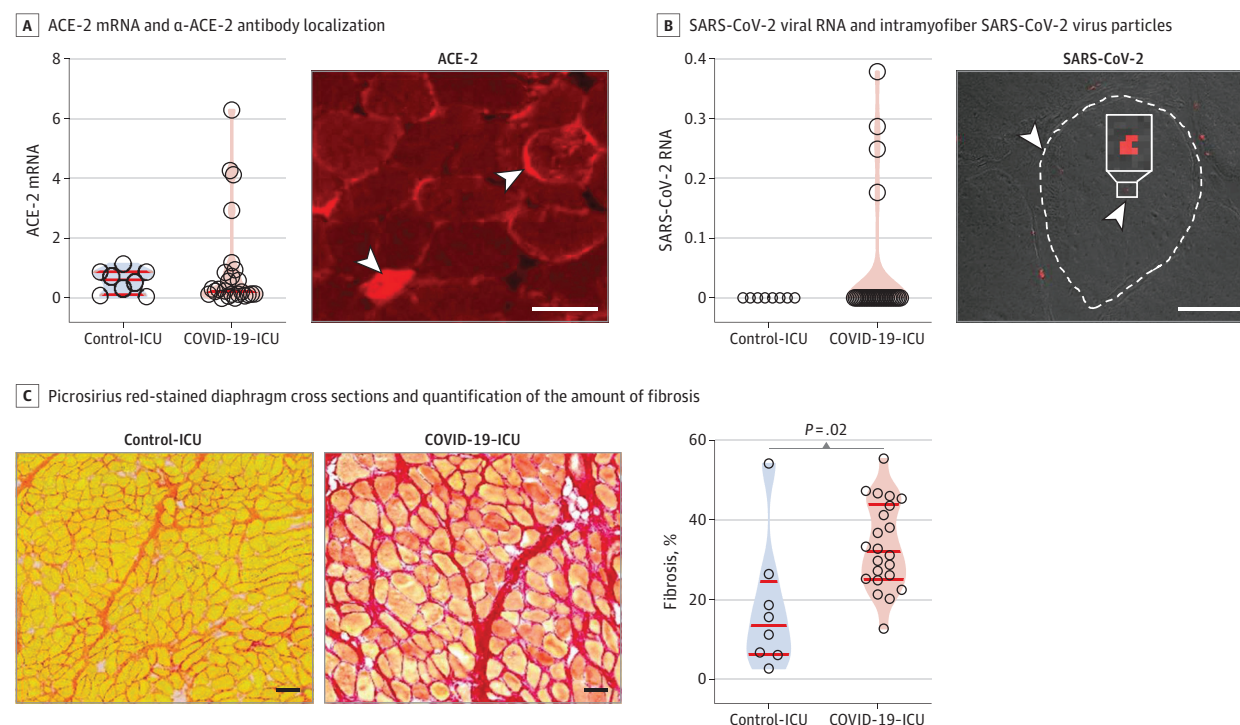 A ACE-2 mRNA and α-ACE-2 antibody localization
8
6
4
2
0
ACE-2 mRNA
Control-ICU
COVID-19-ICU
ACE-2
B SARS-CoV-2 viral RNA and intramyofiber SARS-CoV-2 virus particles
0.4
0.3
0.2
0.1
0
SARS-CoV-2 RNA
Control-ICU
COVID-19-ICU
SARS-CoV-2
C Picrosirius red-stained diaphragm cross sections and quantification of the amount of fibrosis
Control-ICU
COVID-19-ICU
P = .02
60
40
20
0
Fibrosis, %
Control-ICU
COVID-19-ICU